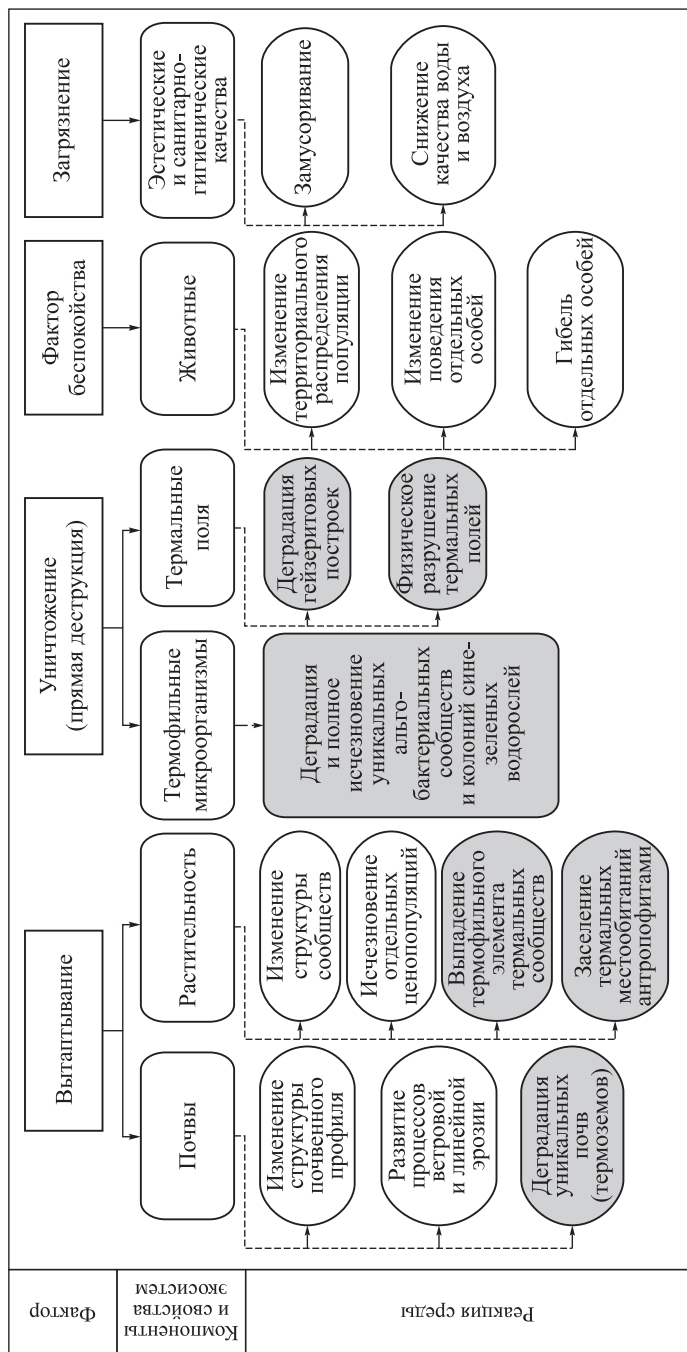 Фактор
Вытаптывание
Уничтожение
(прямая деструкция)
Фактор
беспокойства
Загрязнение
Компоненты
и свойства
экосистем
Почвы
Растительность
Термофильные
микроорганизмы
Термальные
поля
Животные
Эстетические
и санитарно-
гигиенические
качества
Реакция среды
Изменение
структуры
почвенного
профиля
Развитие
процессов
ветровой
и линейной
эрозии
Деградация
уникальных
почв
(термоземов)
Изменение
структуры
сообществ
Исчезновение
отдельных
ценопопуляций
Выпадение
термофильного
элемента
термальных
сообществ
Заселение
термальных
местообитаний
антропофитами
Деградация
и полное
исчезновение
уникальных
альго-
бактериальных
сообществ
и колоний сине-
зеленых
водорослей
Деградация
гейзеритовых
построек
Физическое
разрушение
термальных
полей
Изменение
территориального
распределения
популяции
Изменение
поведения
отдельных
особей
Гибель
отдельных особей
Замусоривание
Снижение
качества воды
и воздуха